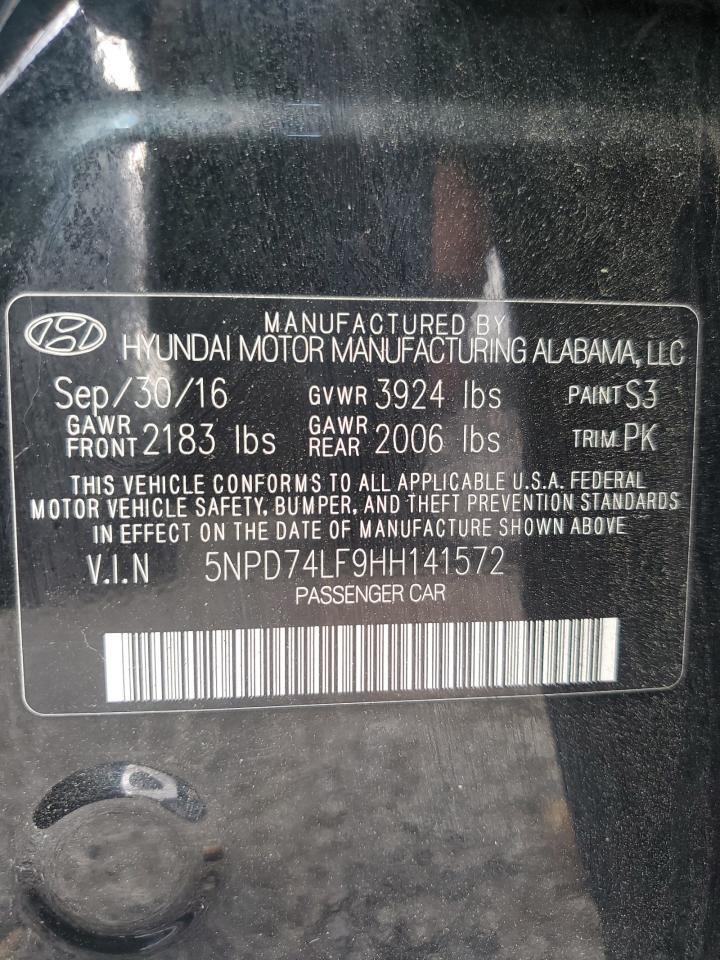 MANUFACTURED BY
HYUNDAI MOTOR MANUFACTURING ALABAMA, LLC
Sep/30/16 GVWR 3924 lbs PAINT S3
GAWR FRONT 2183 lbs GAWR REAR 2006 lbs TRIM PK
THIS VEHICLE CONFORMS TO ALL APPLICABLE U.S.A. FEDERAL
MOTOR VEHICLE SAFETY, BUMPER, AND THEFT PREVENTION STANDARDS
IN EFFECT ON THE DATE OF MANUFACTURE SHOWN ABOVE
V.I.N 5NPD74LF9HH141572
PASSENGER CAR